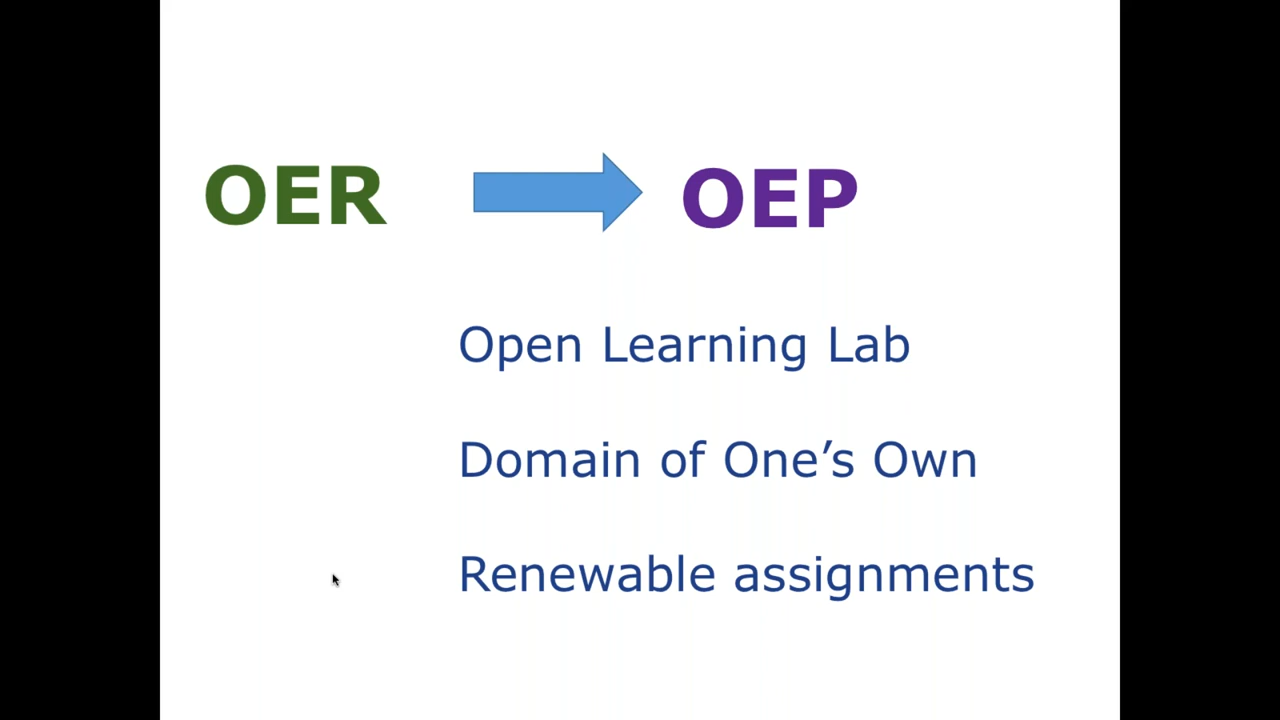 OER OEP
Open Learning Lab
Domain of One’s Own
Renewable assignments